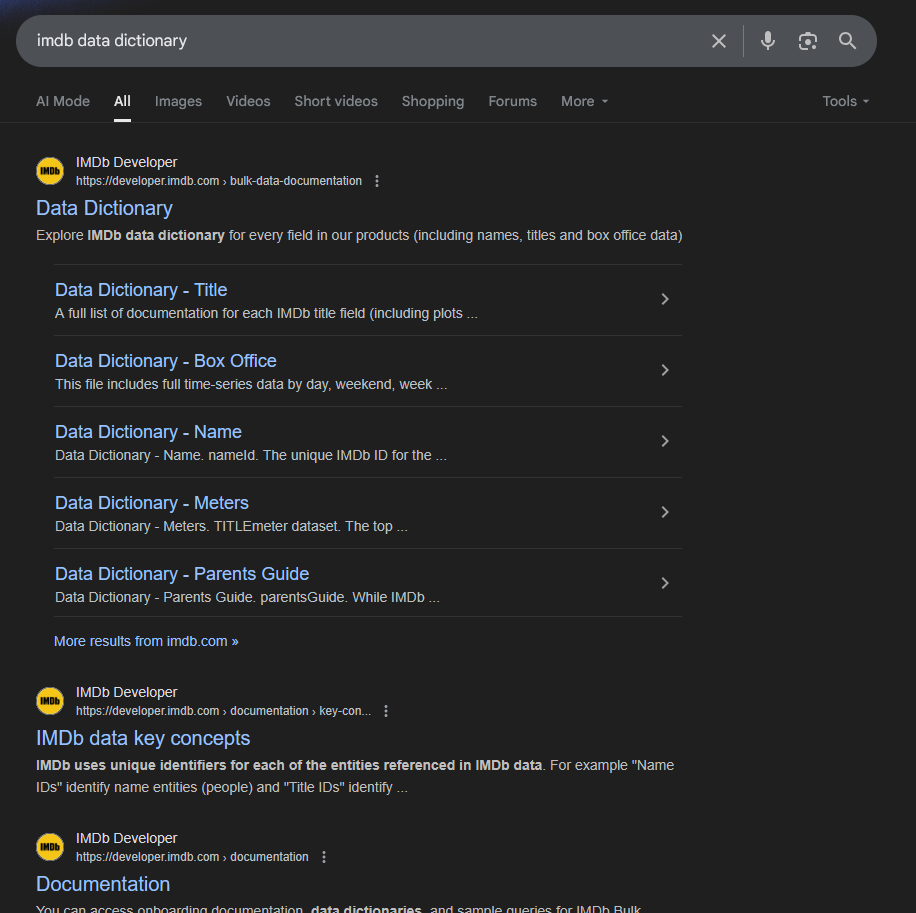 imdb data dictionary
AI Mode All Images Videos Short videos Shopping Forums More Tools
IMDb IMDb Developer
https://developer.imdb.com › bulk-data-documentation
Data Dictionary
Explore IMDb data dictionary for every field in our products (including names, titles and box office data)
Data Dictionary - Title
A full list of documentation for each IMDb title field (including plots ...
Data Dictionary - Box Office
This file includes full time-series data by day, weekend, week ...
Data Dictionary - Name
Data Dictionary - Name. nameId. The unique IMDb ID for the ...
Data Dictionary - Meters
Data Dictionary - Meters. TITLEmeter dataset. The top ...
Data Dictionary - Parents Guide
Data Dictionary - Parents Guide. parentsGuide. While IMDb ...
More results from imdb.com »
IMDb IMDb Developer
https://developer.imdb.com › documentation › key-con...
IMDb data key concepts
IMDb uses unique identifiers for each of the entities referenced in IMDb data. For example "Name
IDs" identify name entities (people) and "Title IDs" identify ...
IMDb IMDb Developer
https://developer.imdb.com › documentation
Documentation
You can access onboarding documentation, data dictionaries, and sample queries for IMDb Bulk